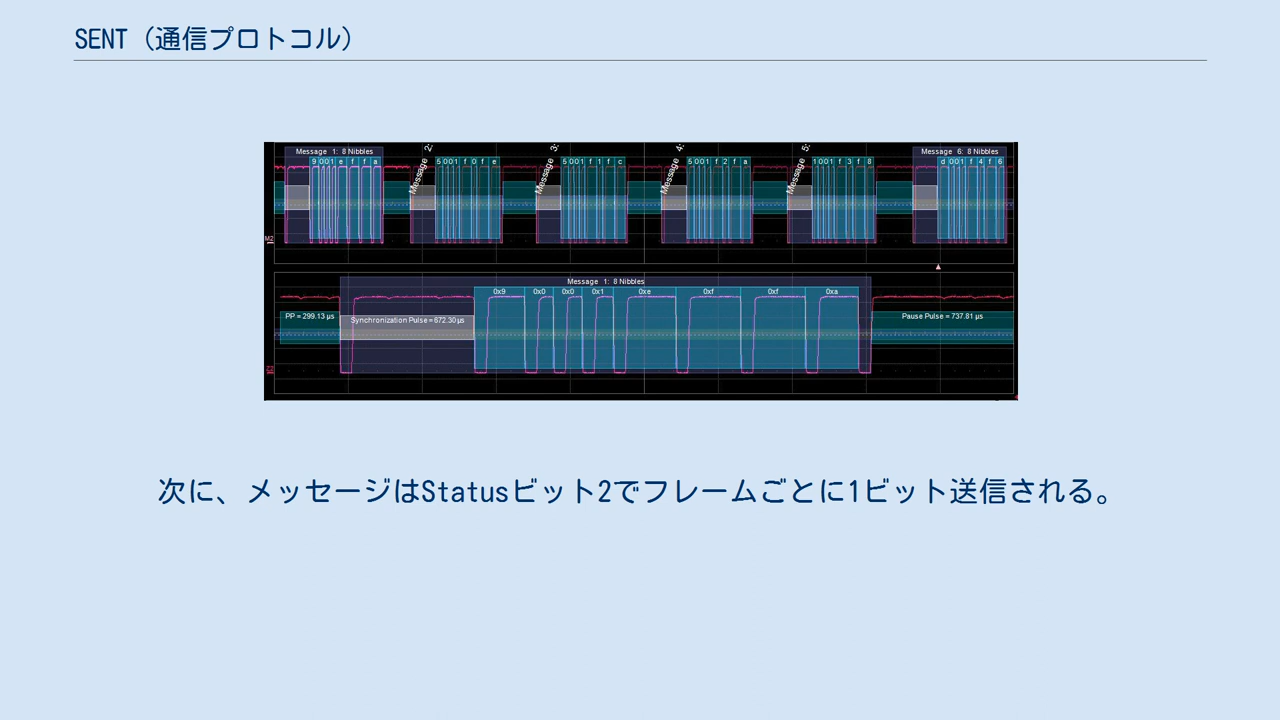 SENT（通信プロトコル）
Message 1: 8 Nibbles
Message 2:
Message 3:
Message 4:
Message 5:
Message 6: 8 Nibbles
9 0 0 1 e f f a
5 0 0 1 f 0 f e
5 0 0 1 f 1 f c
5 0 0 1 f 2 f a
1 0 0 1 f 3 f 8
d 0 0 1 f 4 f 6
M2
Message 1: 8 Nibbles
0x9 0x0 0x0 0x1 0xe 0xf 0xf 0xa
PP = 299.13 µs
Synchronization Pulse = 672.30 µs
Pause Pulse = 737.81 µs
次に、メッセージはStatusビット2でフレームごとに1ビット送信される。